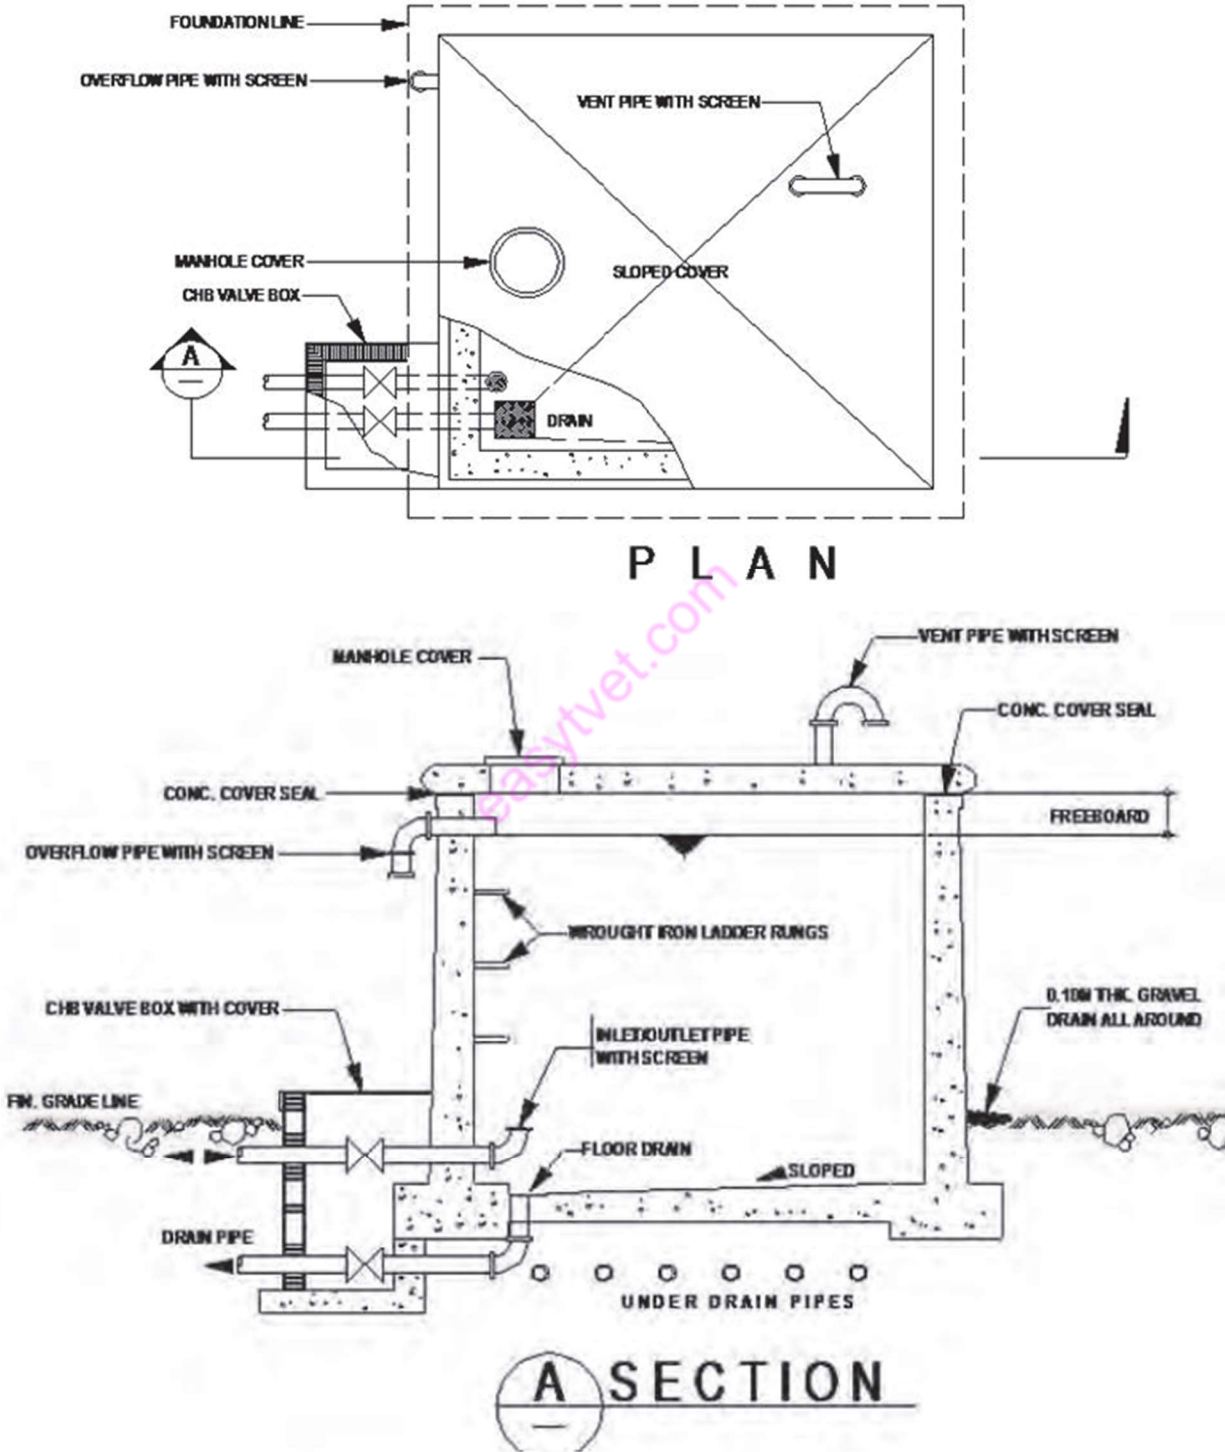 FOUNDATION LINE
OVERFLOW PIPE WITH SCREEN
VENT PIPE WITH SCREEN
MANHOLE COVER
SLOPED COVER
CHB VALVE BOX
A
DRAIN
PLAN
easytvet.com
VENT PIPE WITH SCREEN
MANHOLE COVER
CONC. COVER SEAL
CONC. COVER SEAL
FREEBOARD
OVERFLOW PIPE WITH SCREEN
WROUGHT IRON LADDER RUNGS
CHB VALVE BOX WITH COVER
0.10M THK. GRAVEL
DRAIN ALL AROUND
INLET/OUTLET PIPE
WITH SCREEN
FIN. GRADE LINE
FLOOR DRAIN
SLOPED
DRAIN PIPE
UNDER DRAIN PIPES
A SECTION